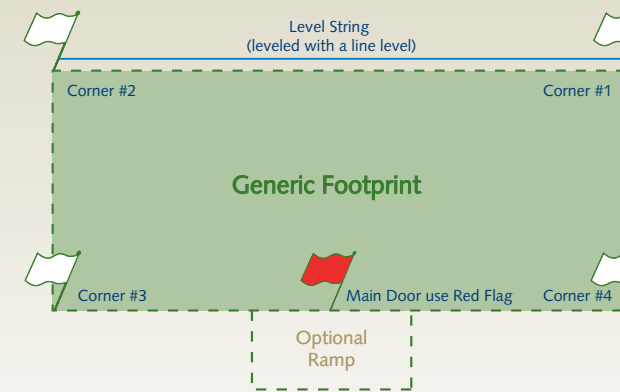 Level String
(leveled with a line level)
Corner #2
Corner #1
Generic Footprint
Corner #3
Main Door use Red Flag
Corner #4
Optional
Ramp